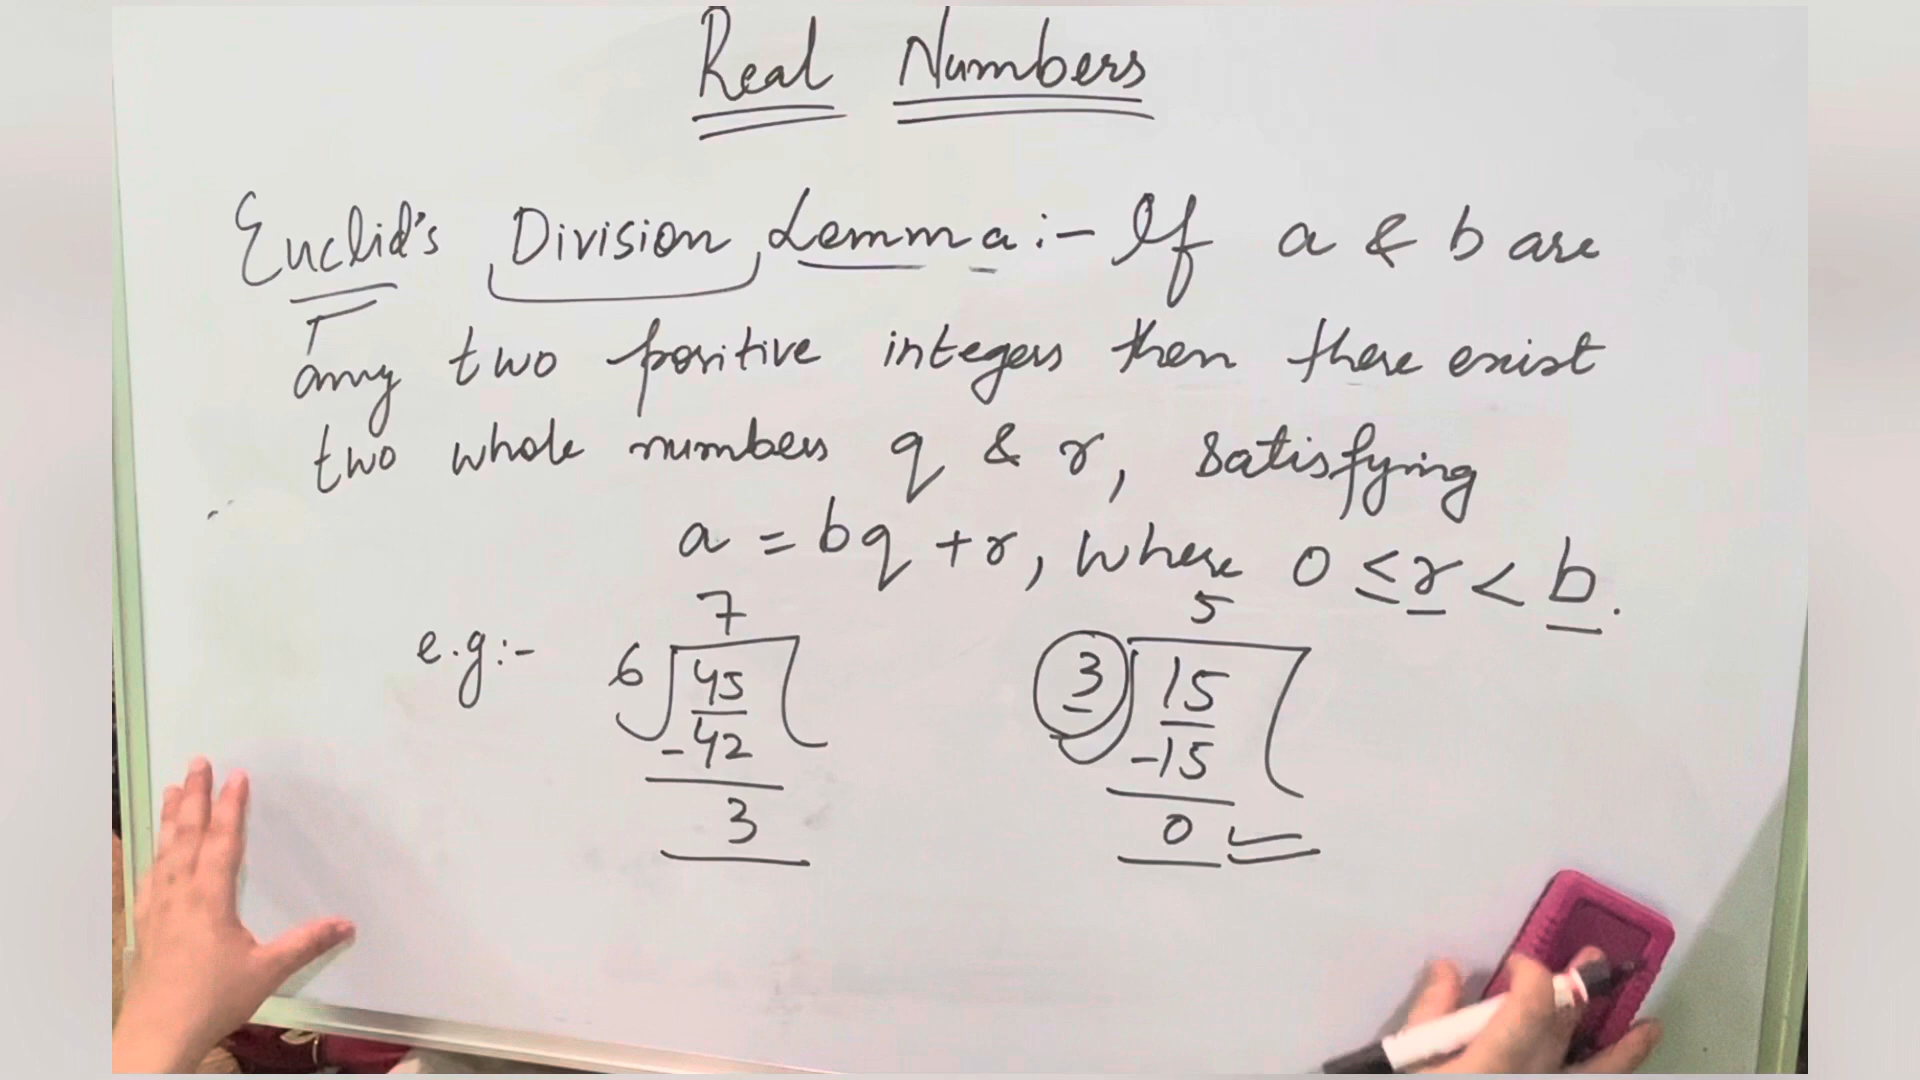 Real Numbers
Euclid's Division Lemma :- If a & b are
any two positive integers then there exist
two whole numbers q & r, satisfying
a = bq + r, where 0 ≤ r < b.
e.g:-
7
6 45
-42
3
5
3 15
-15
0